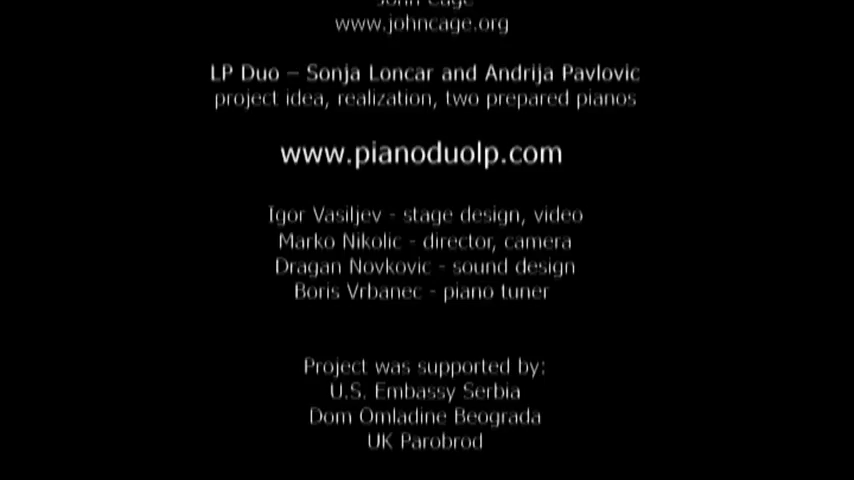 John Cage
www.johncage.org
LP Duo – Sonja Loncar and Andrija Pavlovic
project idea, realization, two prepared pianos
www.pianoduolp.com
Igor Vasiljev - stage design, video
Marko Nikolic - director, camera
Dragan Novkovic - sound design
Boris Vrbanec - piano tuner
Project was supported by:
U.S. Embassy Serbia
Dom Omladine Beograda
UK Parobrod